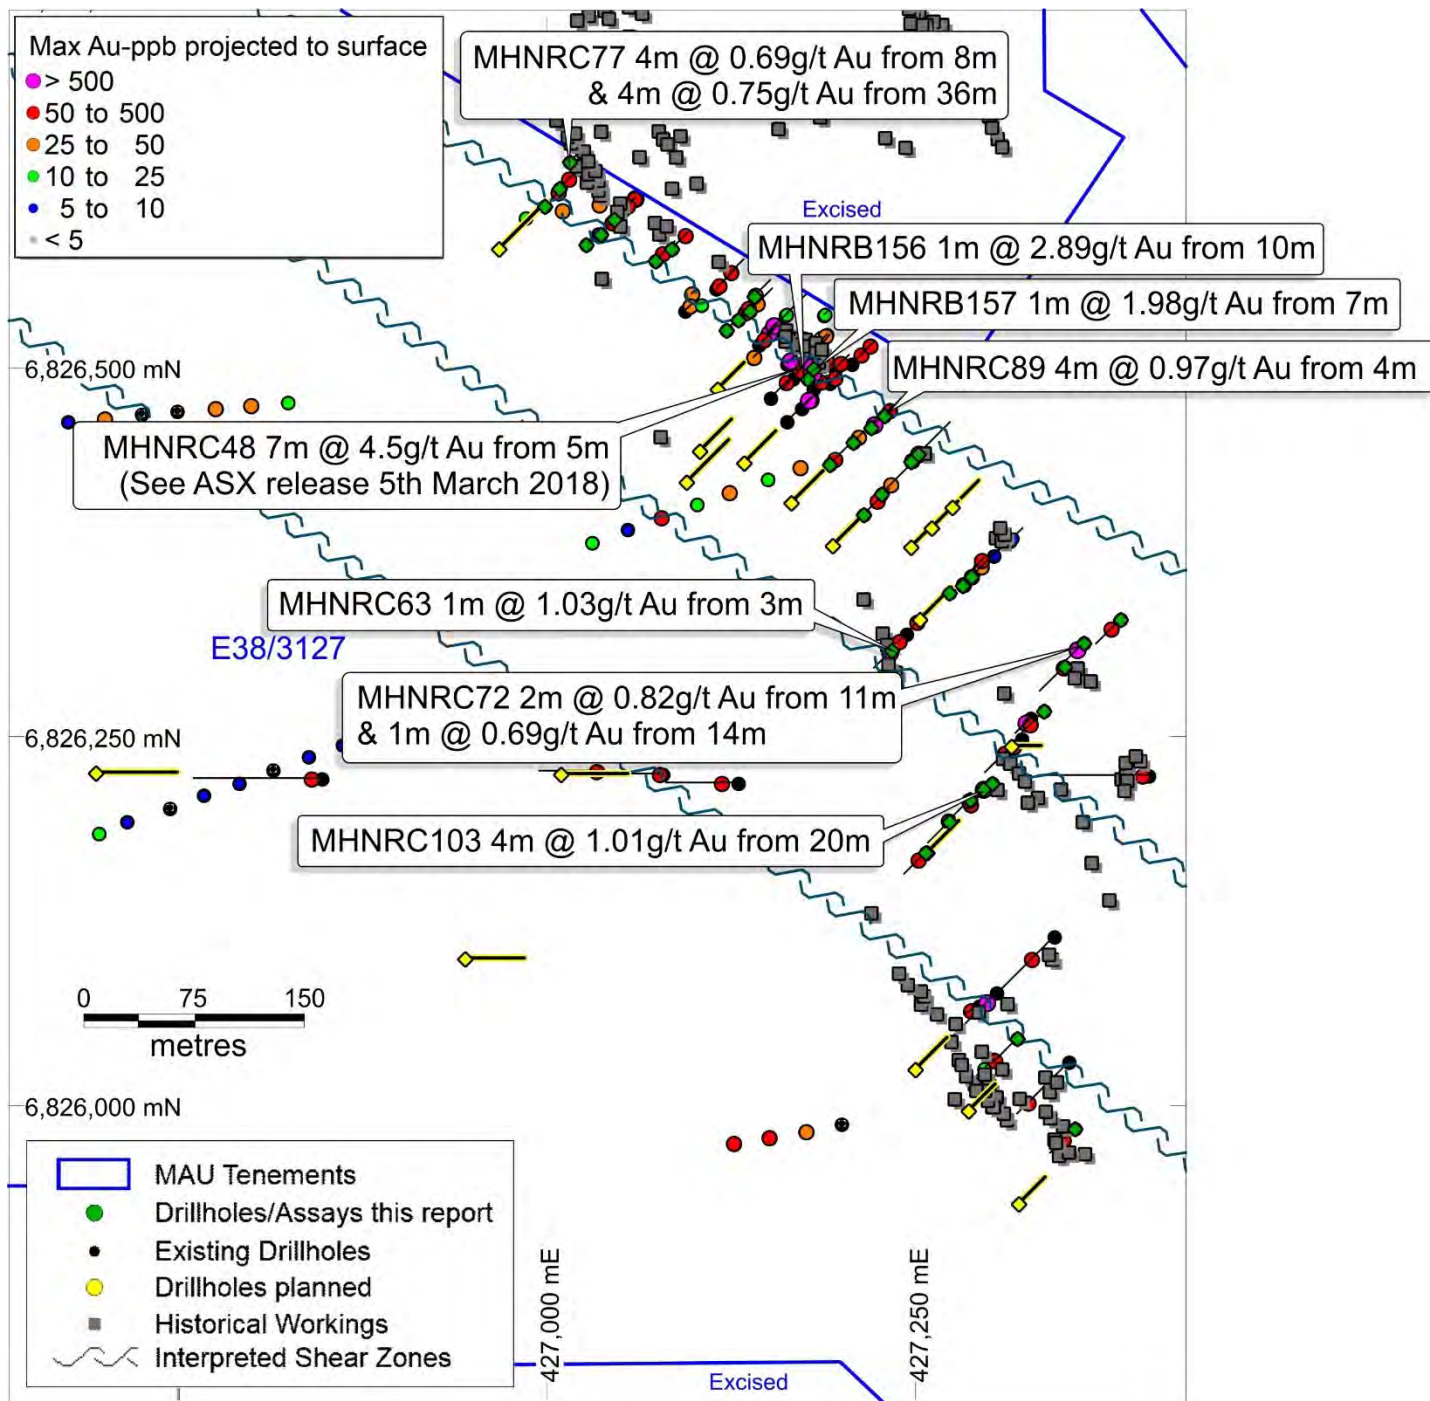 Max Au-ppb projected to surface
> 500
50 to 500
25 to 50
10 to 25
5 to 10
< 5
MHNRC77 4m @ 0.69g/t Au from 8m
& 4m @ 0.75g/t Au from 36m
Excised
MHNRB156 1m @ 2.89g/t Au from 10m
MHNRB157 1m @ 1.98g/t Au from 7m
MHNRC89 4m @ 0.97g/t Au from 4m
6,826,500 mN
MHNRC48 7m @ 4.5g/t Au from 5m
(See ASX release 5th March 2018)
MHNRC63 1m @ 1.03g/t Au from 3m
E38/3127
MHNRC72 2m @ 0.82g/t Au from 11m
& 1m @ 0.69g/t Au from 14m
6,826,250 mN
MHNRC103 4m @ 1.01g/t Au from 20m
0 75 150
metres
6,826,000 mN
MAU Tenements
Drillholes/Assays this report
Existing Drillholes
Drillholes planned
Historical Workings
Interpreted Shear Zones
427,000 mE
427,250 mE
Excised